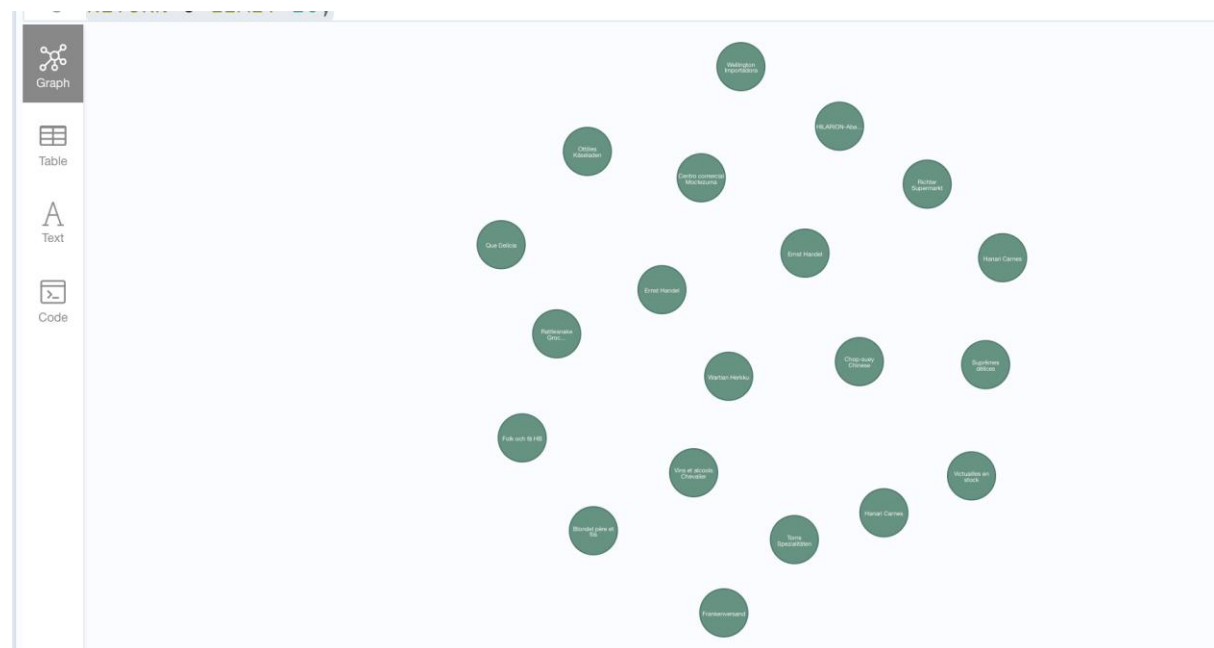 Graph
Table
Text
Code
Wellington
Importadora
HILARION-Aba...
Ottilies
Käseladen
Centro comercial
Moctezuma
Richter
Supermarkt
Que Delícia
Ernst Handel
Hanari Carnes
Ernst Handel
Rattlesnake
Groc...
Chop-suey
Chinese
Suprêmes
délices
Wartian Herkku
Folk och fä HB
Vins et alcools
Chevalier
Victuailles en
stock
Hanari Carnes
Blondel père et
fils
Toms
Spezialitäten
Frankenversand